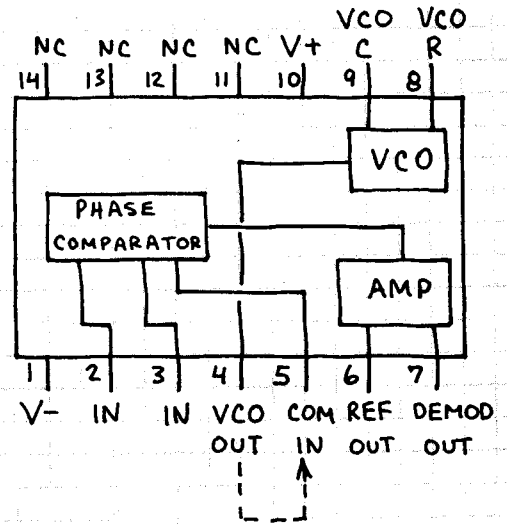 VCO VCO
NC NC NC NC V+ C R
14 13 12 11 10 9 8
VCO
PHASE
COMPARATOR
AMP
1 2 3 4 5 6 7
V- IN IN VCO COM REF DEMOD
OUT IN OUT OUT